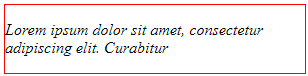 Lorem ipsum dolor sit amet, consectetur
adipiscing elit. Curabitur